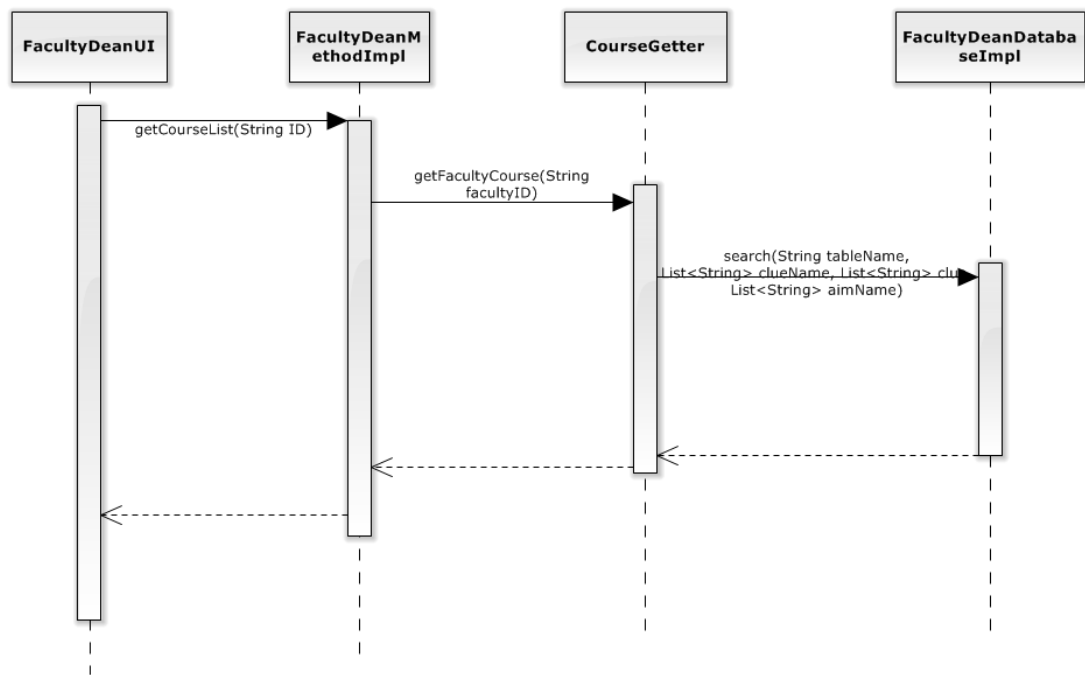 FacultyDeanUI
FacultyDeanM
ethodImpl
CourseGetter
FacultyDeanDataba
seImpl
getCourseList(String ID)
getFacultyCourse(String
facultyID)
search(String tableName,
List<String> clueName, List<String> clu
List<String> aimName)